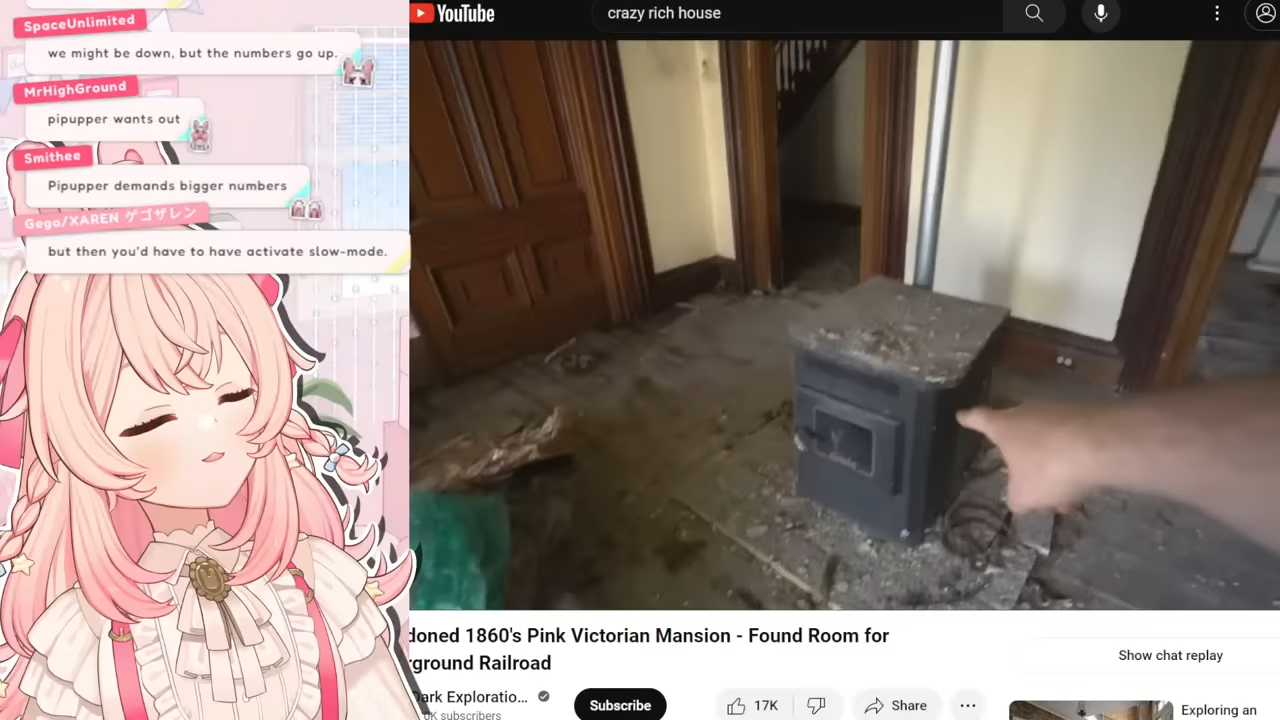 SpaceUnlimited
we might be down, but the numbers go up.
MrHighGround
pipupper wants out
Smithee
Pipupper demands bigger numbers
Gego/XAREN ゲゴザレン
but then you'd have to have activate slow-mode.
YouTube
crazy rich house
doned 1860's Pink Victorian Mansion - Found Room for
rground Railroad
Dark Exploratio...
0K subscribers
Subscribe
17K
Share
Show chat replay
Exploring an